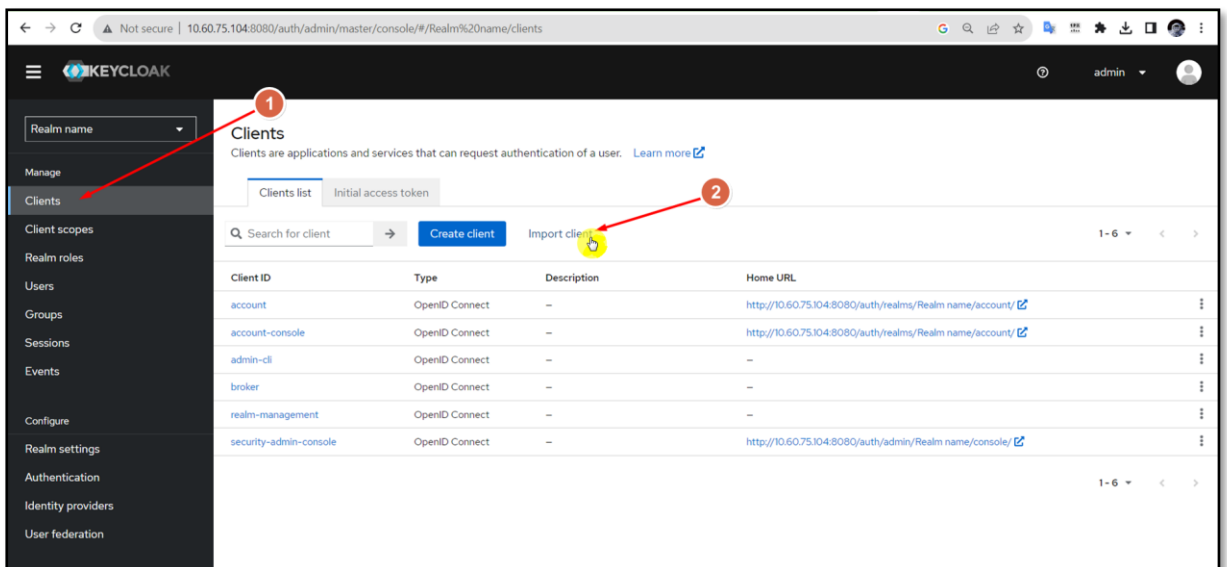 Not secure | 10.60.75.104:8080/auth/admin/master/console/#/Realm%20name/clients
KEYCLOAK
admin
1
Realm name
Manage
Clients
Client scopes
Realm roles
Users
Groups
Sessions
Events
Configure
Realm settings
Authentication
Identity providers
User federation
Clients
Clients are applications and services that can request authentication of a user. Learn more
Clients list Initial access token
2
Search for client Create client Import client 1-6
Client ID Type Description Home URL
account OpenID Connect – http://10.60.75.104:8080/auth/realms/Realm name/account/
account-console OpenID Connect – http://10.60.75.104:8080/auth/realms/Realm name/account/
admin-cli OpenID Connect – –
broker OpenID Connect – –
realm-management OpenID Connect – –
security-admin-console OpenID Connect – http://10.60.75.104:8080/auth/admin/Realm name/console/
1-6